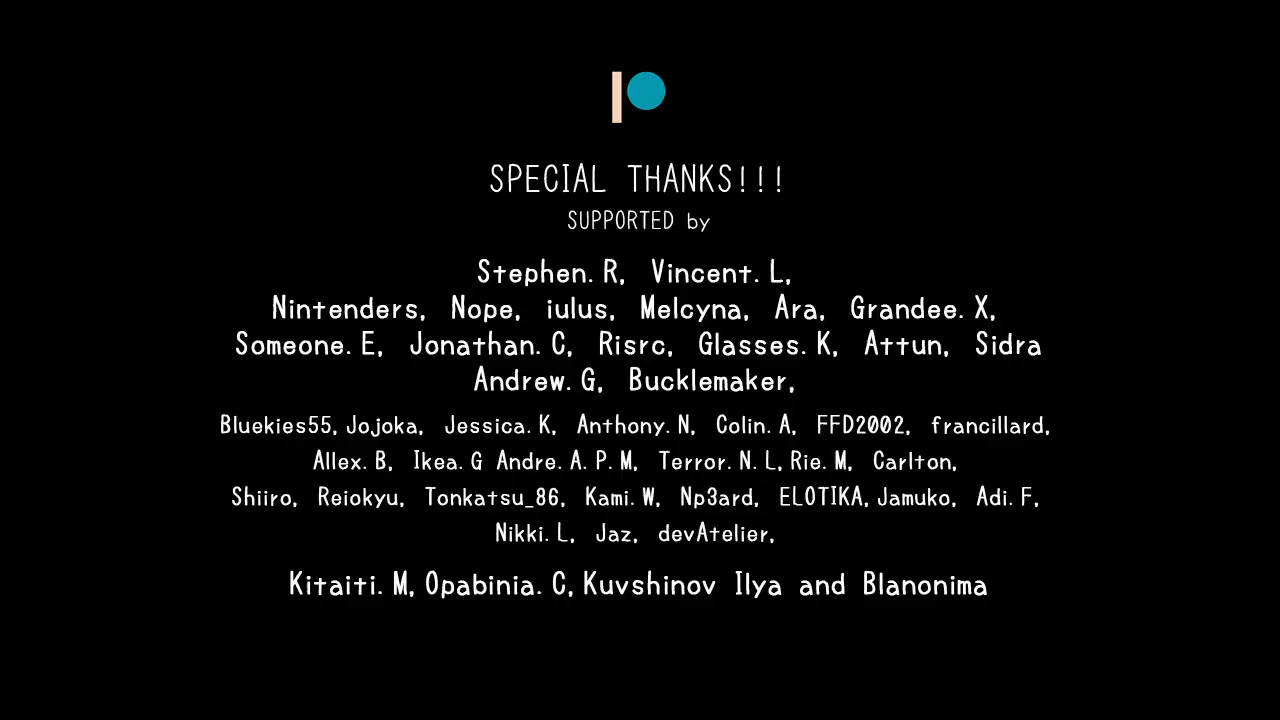 SPECIAL THANKS!!!
SUPPORTED by
Stephen.R, Vincent.L,
Nintenders, Nope, iulus, Melcyna, Ara, Grandee.X,
Someone.E, Jonathan.C, Risrc, Glasses.K, Attun, Sidra
Andrew.G, Bucklemaker,
Bluekies55,Jojoka, Jessica.K, Anthony.N, Colin.A, FFD2002, francillard,
Allex.B, Ikea.G Andre.A.P.M, Terror.N.L,Rie.M, Carlton,
Shiiro, Reiokyu, Tonkatsu_86, Kami.W, Np3ard, ELOTIKA,Jamuko, Adi.F,
Nikki.L, Jaz, devAtelier,
Kitaiti.M,Opabinia.C,Kuvshinov Ilya and Blanonima